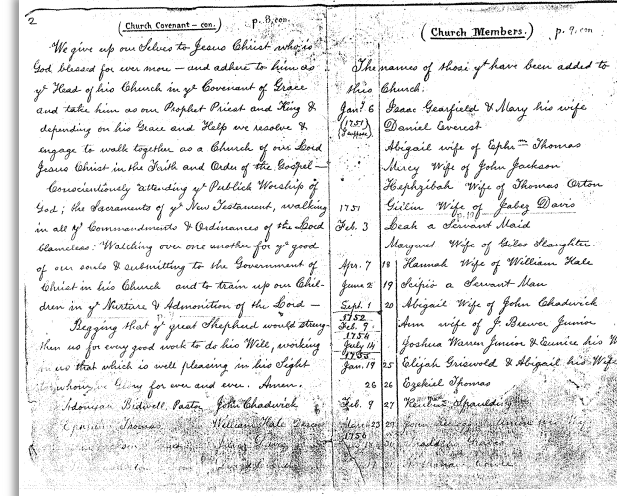 2
(Church Covenant – con.) p. 8, con.
We give up our Selves to Jesus Christ who is
God blessed for ever more – and adhere to him as
yᵉ Head of his Church in yᵉ Covenant of Grace
and take him as our Prophet Priest and King &
depending on his Grace and Help we resolve &
engage to walk together as a Church of our Lord
Jesus Christ in the Faith and Order of the Gospel –
Conscientiously attending yᵉ Publick Worship of
God; the Sacraments of yᵉ New Testament, walking
in all yᵉ Commandments & Ordinances of the Lord
blameless: Watching over one another for yᵉ good
of our souls & submitting to the Government of
Christ in his Church and to train up our Chil-
dren in yᵉ Nurture & Admonition of the Lord –
Begging that yᵉ great Shepherd would streng-
then us for every good work to do his Will, working
in us that which is well pleasing in his Sight
Glory for ever and ever. Amen.
Adonijah Bidwell, Pastor John Chadwick
Thomas William Hale
(Church Members.) p. 9, con
The names of those yᵗ have been added to
this Church.
Jan. 6 Isaac Gearfield & Mary his wife
(1751) Daniel Everest
Abigail wife of Ephᵐ Thomas
Mercy Wife of John Jackson
Hephzibah Wife of Thomas Orton
1751 Wife of Jabez Davis
p. 10
Feb. 3 Leah a Servant Maid
Wife of Giles Slaughter
Apr. 7 18 Hannah Wife of William Hale
June 2 19 Scipio a Servant Man
Sept. 1 20 Abigail Wife of John Chadwick
1752
Feb. 9 Ann wife of J. Brewer Junior
1754
July 14 Joshua Warren Junior & Eunice his W
1755
Jan. 19 25 Elijah Griswold & Abigail his Wife
26 26 Ezekiel Thomas
Feb. 9 27 Reuben Spaulding
23 John
1756